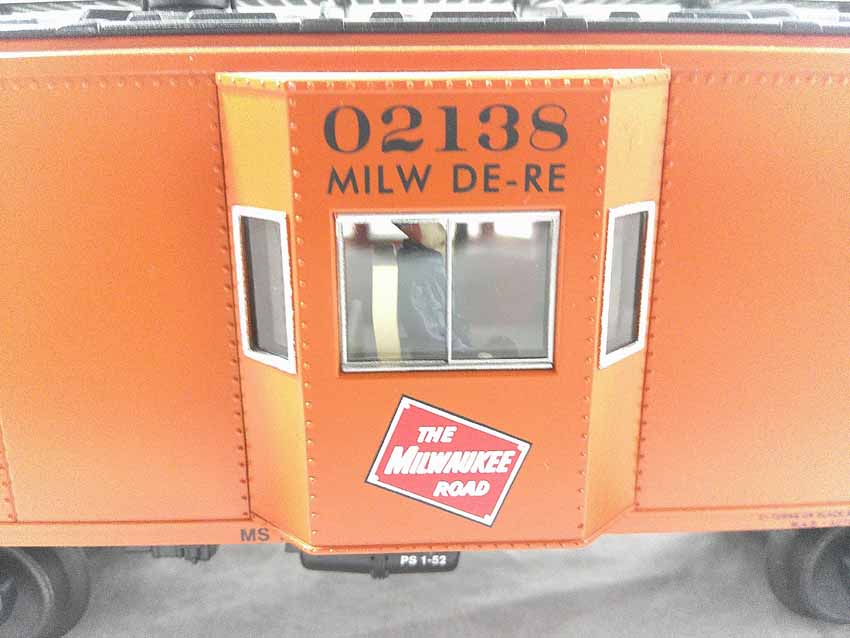 02138
MILW DE-RE
THE
MILWAUKEE
ROAD
MS
PS 1-52